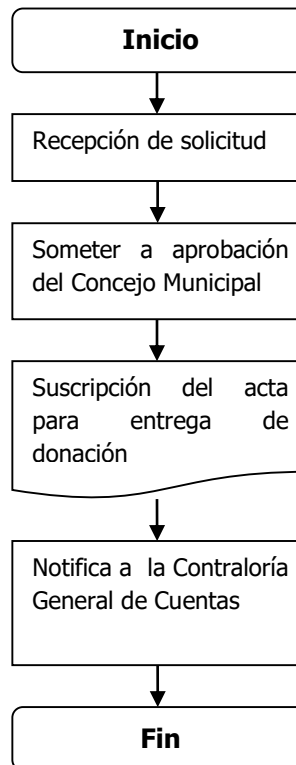 Inicio
Recepción de solicitud
Someter a aprobación
del Concejo Municipal
Suscripción del acta
para entrega de
donación
Notifica a la Contraloría
General de Cuentas
Fin